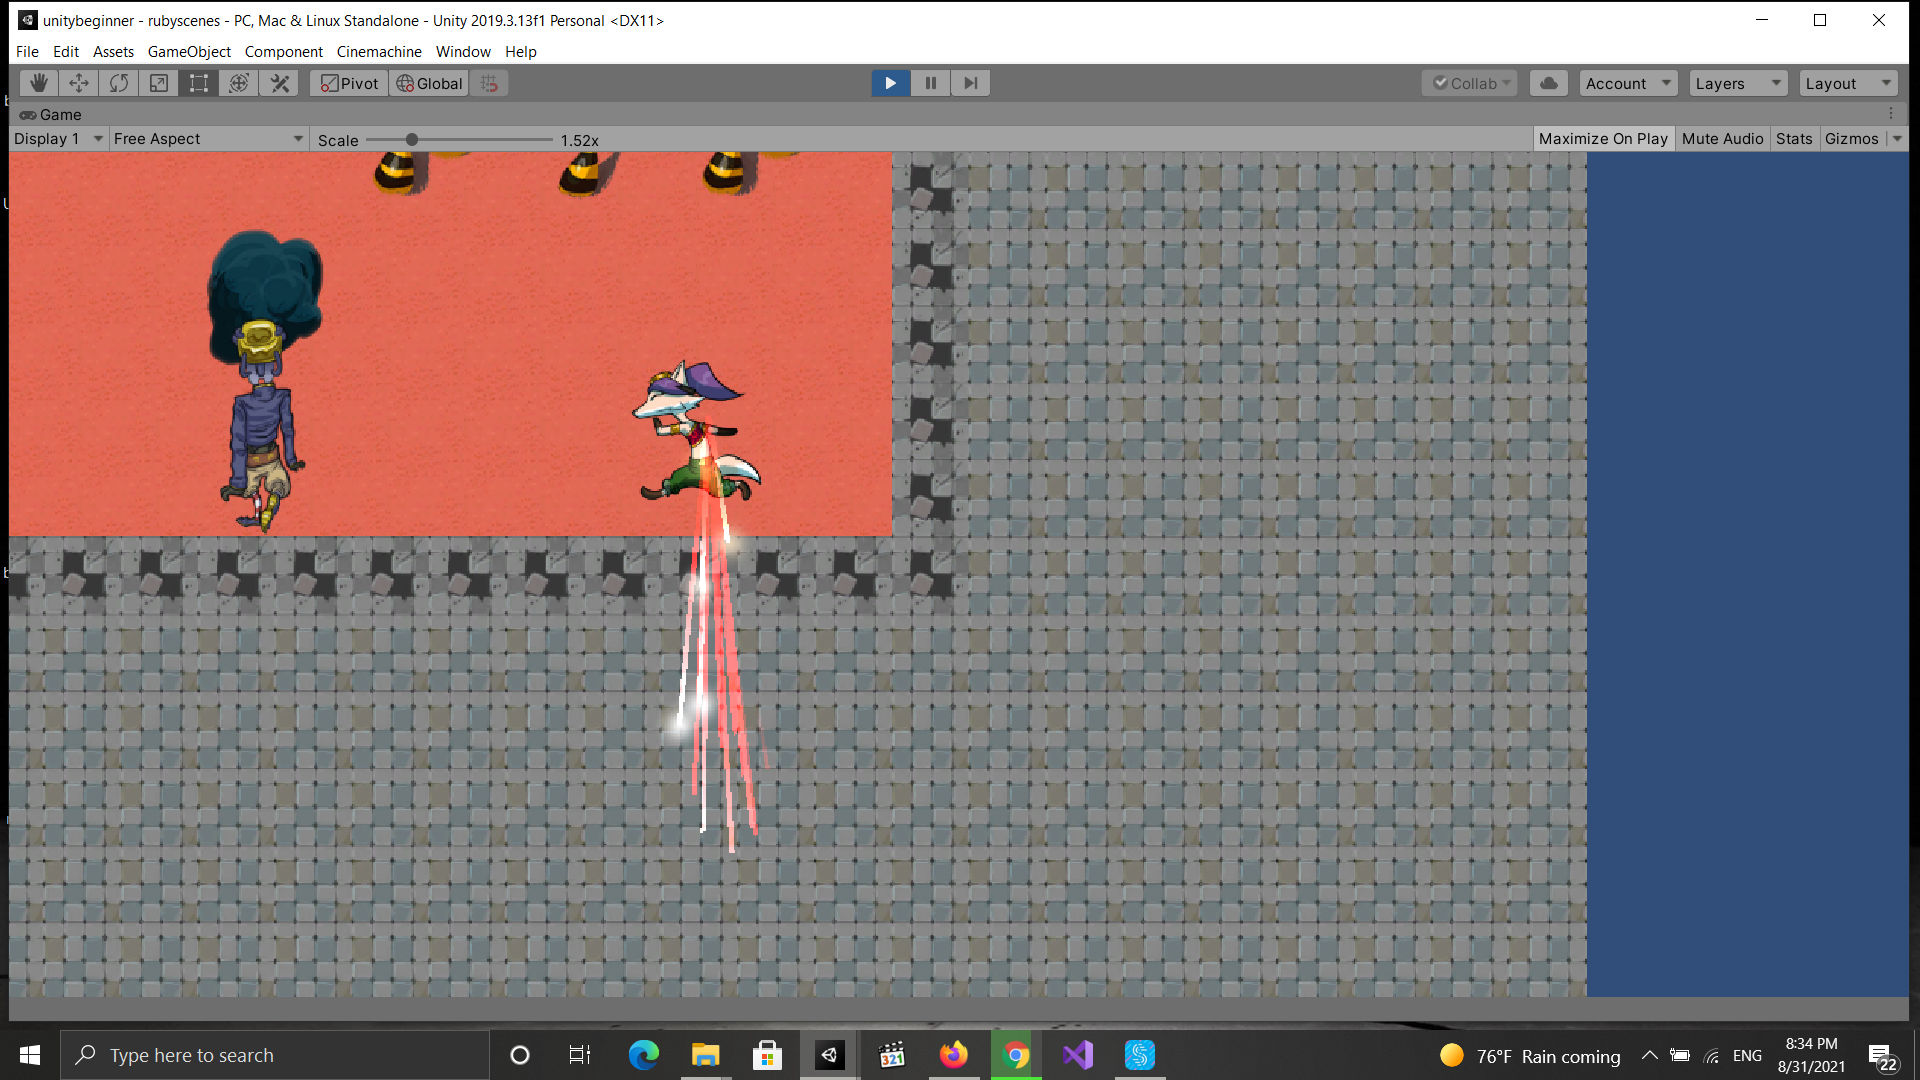 unitybeginner - rubyscenes - PC, Mac & Linux Standalone - Unity 2019.3.13f1 Personal <DX11>
File Edit Assets GameObject Component Cinemachine Window Help
Pivot Global Collab Account Layers Layout
Game
Display 1 Free Aspect Scale 1.52x Maximize On Play Mute Audio Stats Gizmos
Type here to search
321
76°F Rain coming
ENG
8:34 PM
8/31/2021
22